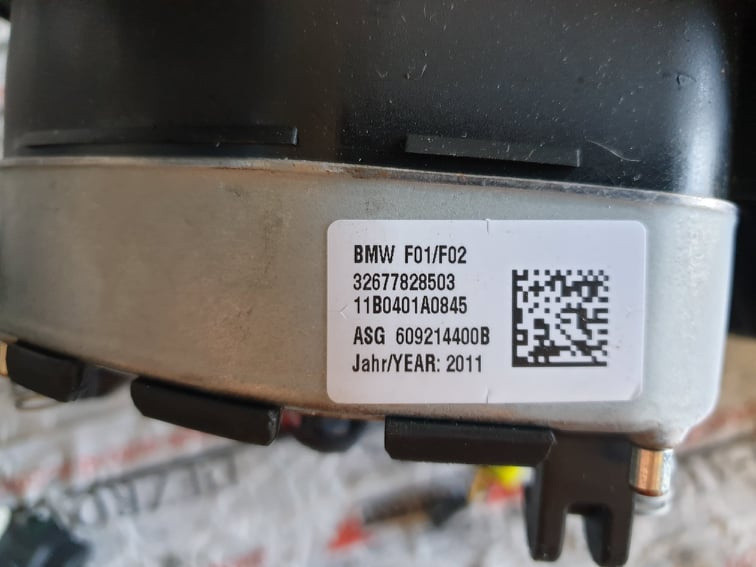 BMW F01/F02
32677828503
11B0401A0845
ASG 609214400B
Jahr/YEAR: 2011